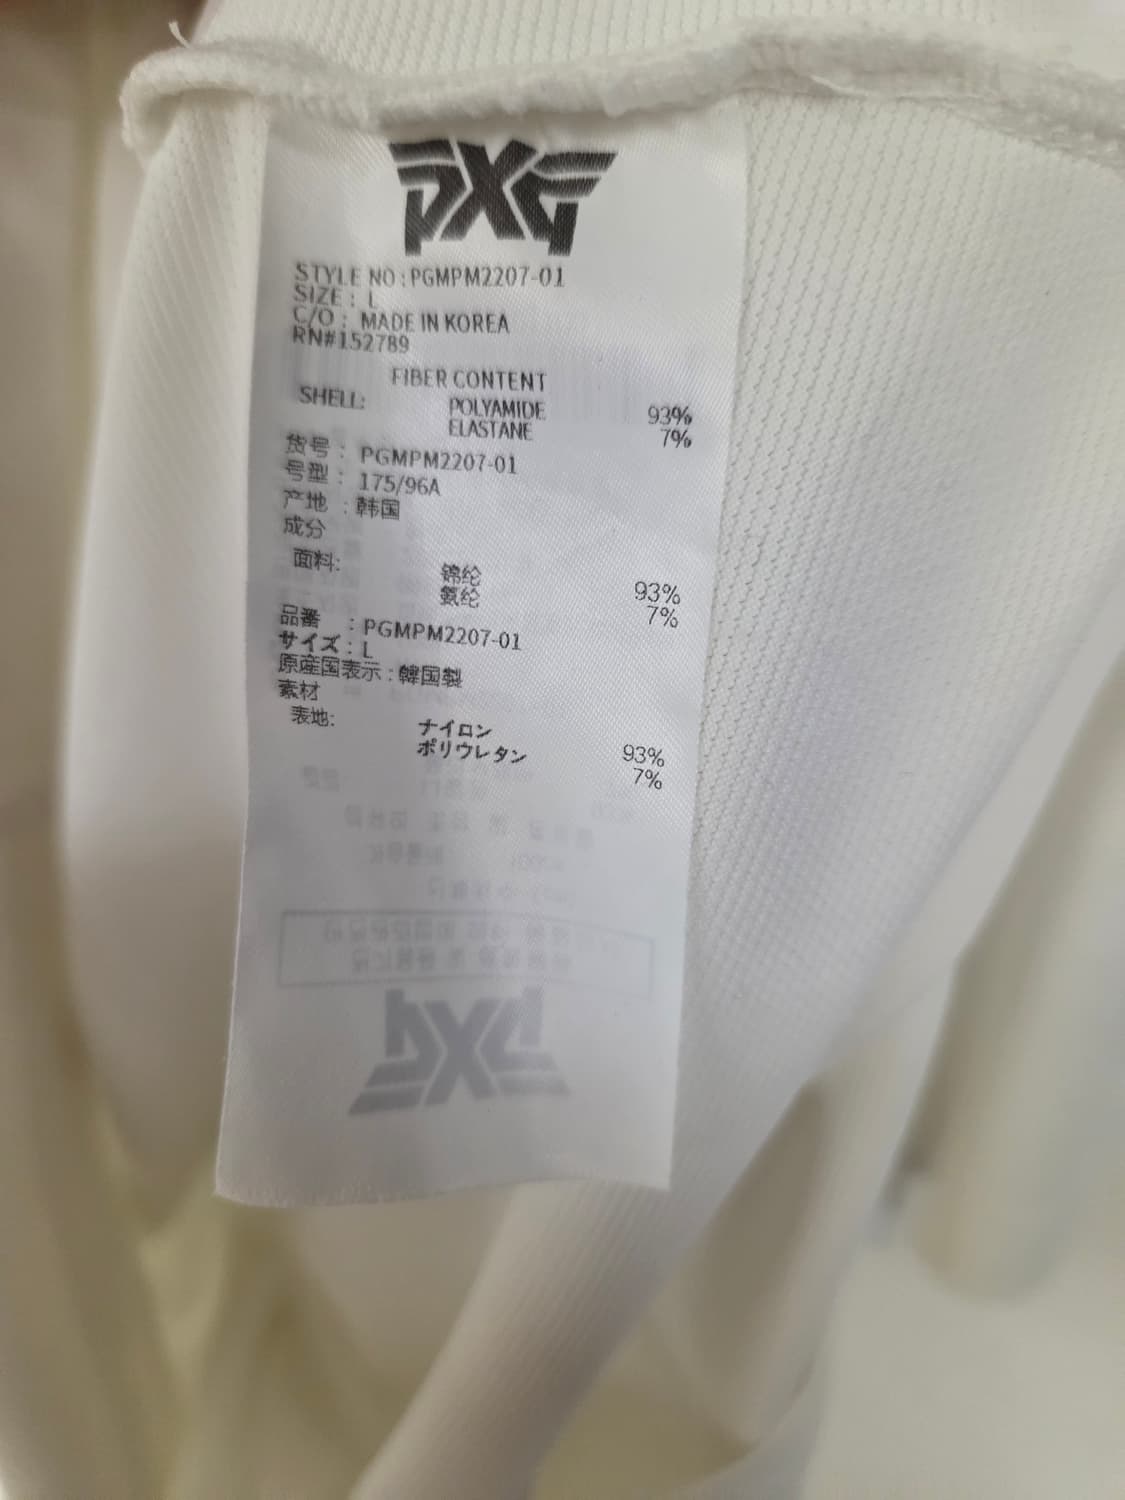 PXG
STYLE NO : PGMPM2207-01
SIZE : L
C/O : MADE IN KOREA
RN#152789
FIBER CONTENT
SHELL:
POLYAMIDE 93%
ELASTANE 7%
货号 : PGMPM2207-01
号型 : 175/96A
产地 : 韩国
成分
面料:
锦纶 93%
氨纶 7%
品番 : PGMPM2207-01
サイズ : L
原産国表示 : 韓国製
素材
表地:
ナイロン 93%
ポリウレタン 7%
PXG